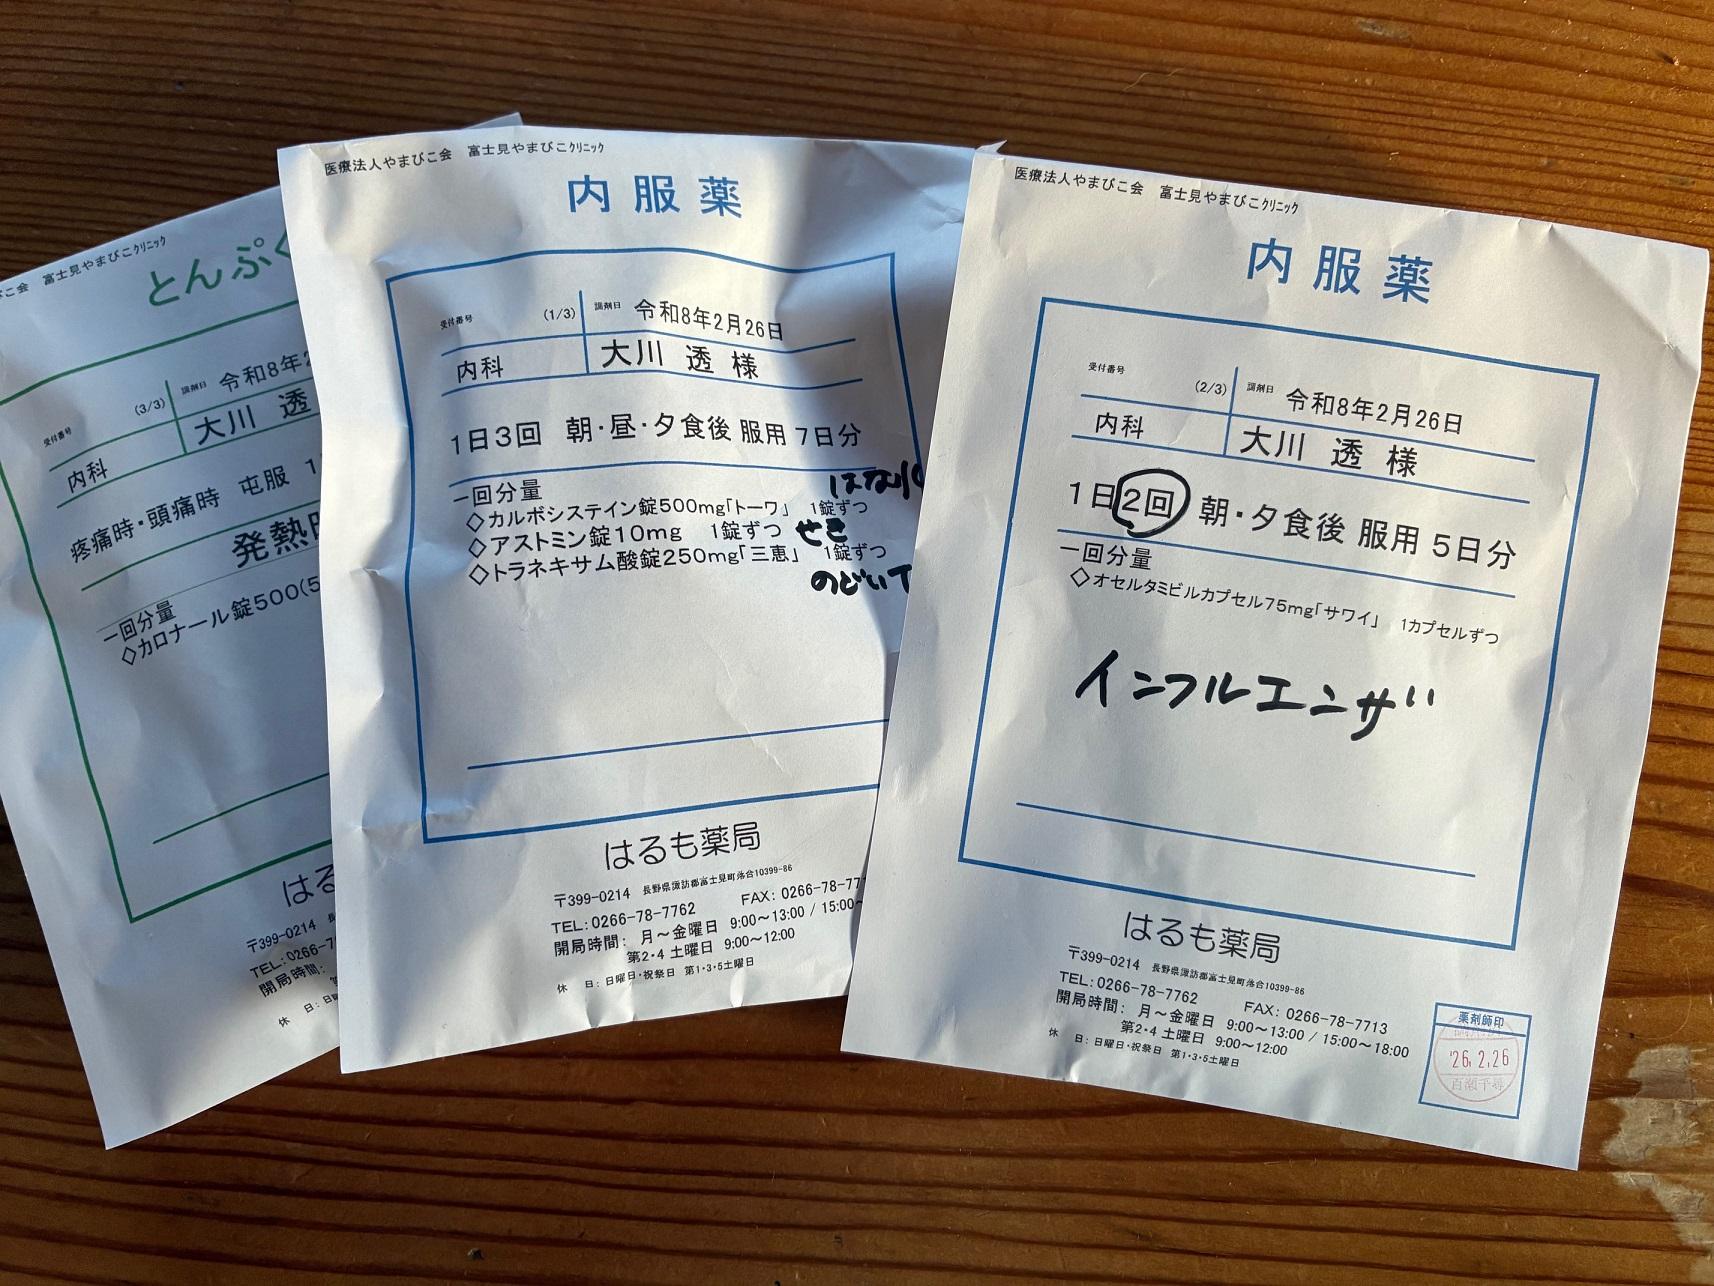 こ会 富士見やまびこクリニック
とんぷく
受付番号 (3/3) 調剤日 令和8年2
内科 大川 透
疼痛時・頭痛時 屯服 1
発熱
一回分量
◇カロナール錠500(5
はる
〒399-0214
TEL:0266-7
開局時間:
休 日:日曜
医療法人やまびこ会 富士見やまびこクリニック
内服薬
受付番号 (1/3) 調剤日 令和8年2月26日
内科 大川 透 様
1日3回 朝・昼・夕食後 服用 7日分
一回分量 はな水
◇カルボシステイン錠500mg「トーワ」 1錠ずつ
◇アストミン錠10mg 1錠ずつ せき
◇トラネキサム酸錠250mg「三恵」 1錠ずつ
のどいた
はるも薬局
〒399-0214 長野県諏訪郡富士見町落合10399-86
TEL:0266-78-7762 FAX: 0266-78-771
開局時間: 月~金曜日 9:00~13:00 / 15:00~
第2・4 土曜日 9:00~12:00
休 日:日曜日・祝祭日 第1・3・5土曜日
医療法人やまびこ会 富士見やまびこクリニック
内服薬
受付番号 (2/3) 調剤日 令和8年2月26日
内科 大川 透 様
1日2回 朝・夕食後 服用 5日分
一回分量
◇オセルタミビルカプセル75mg「サワイ」 1カプセルずつ
インフルエンザ
はるも薬局
〒399-0214 長野県諏訪郡富士見町落合10399-86
TEL:0266-78-7762 FAX: 0266-78-7713
開局時間: 月~金曜日 9:00~13:00 / 15:00~18:00
第2・4 土曜日 9:00~12:00
休 日:日曜日・祝祭日 第1・3・5土曜日
薬剤師印
'26.2.26
百瀬千尋